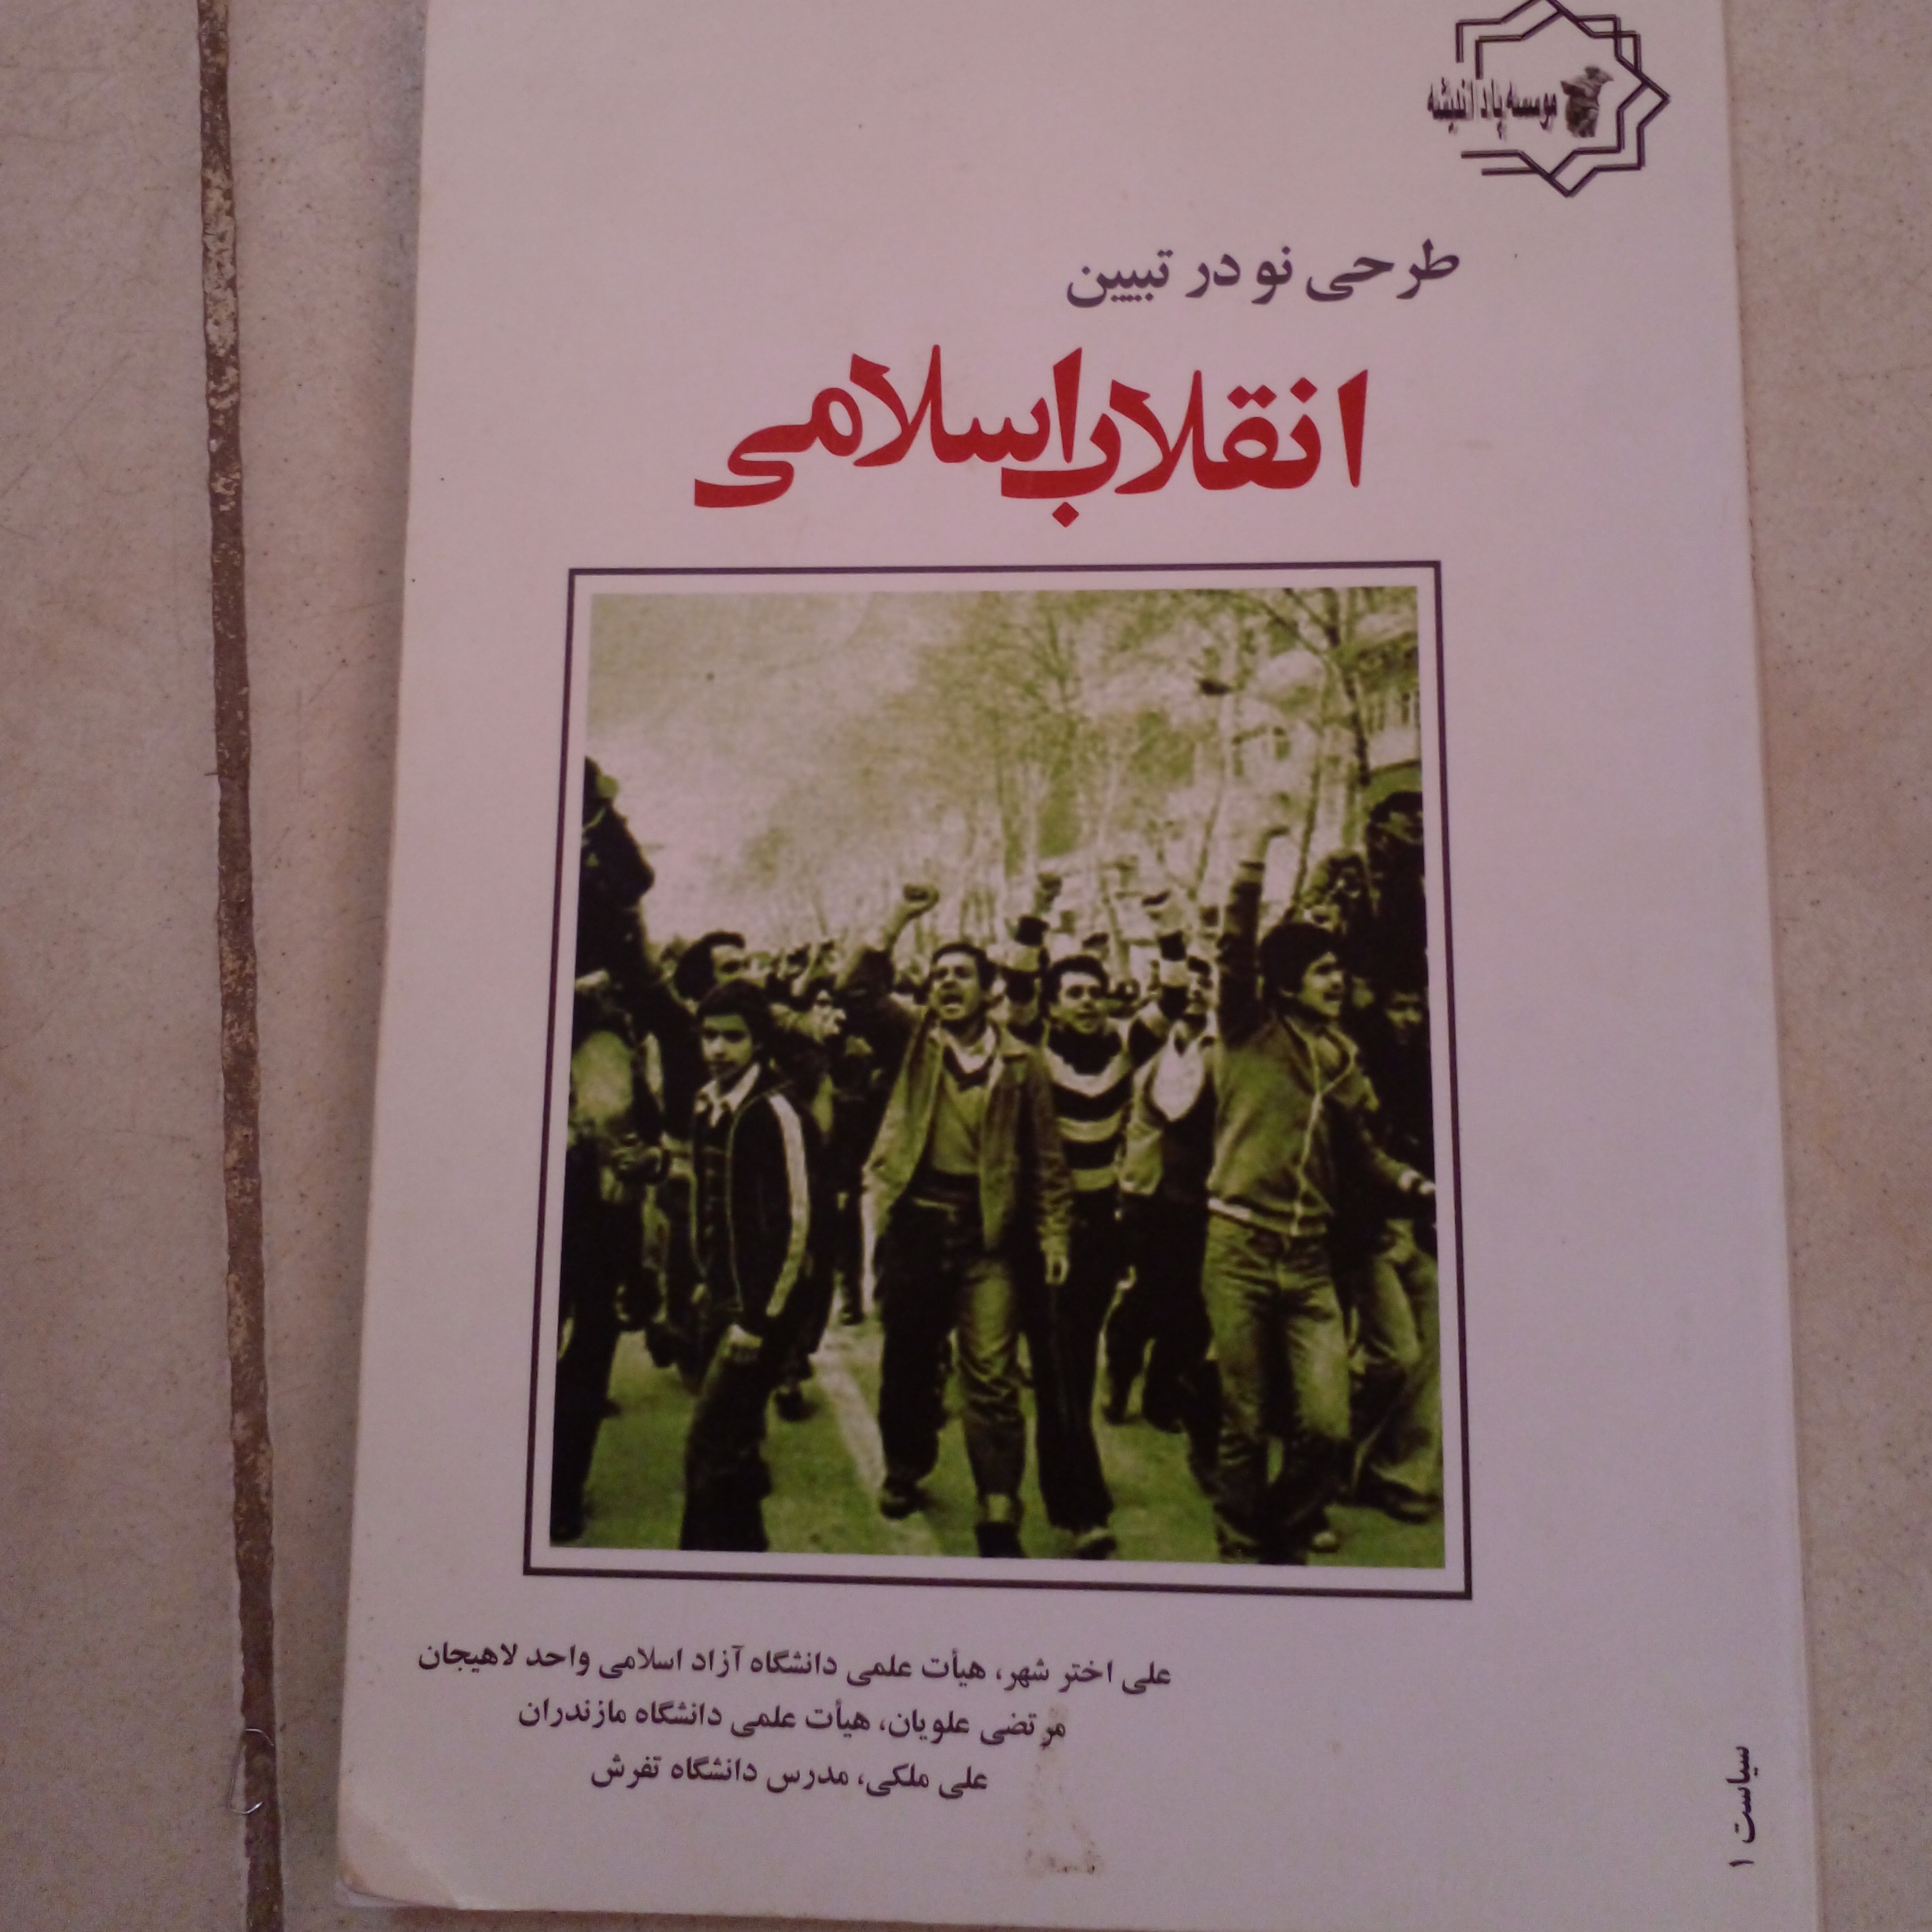 موسسه یاد اندیشه
طرحی نو در تبیین
انقلاب اسلامی
علی اختر شهر، هیأت علمی دانشگاه آزاد اسلامی واحد لاهیجان
مرتضی علویان، هیأت علمی دانشگاه مازندران
علی ملکی، مدرس دانشگاه تفرش
سیاست ۱